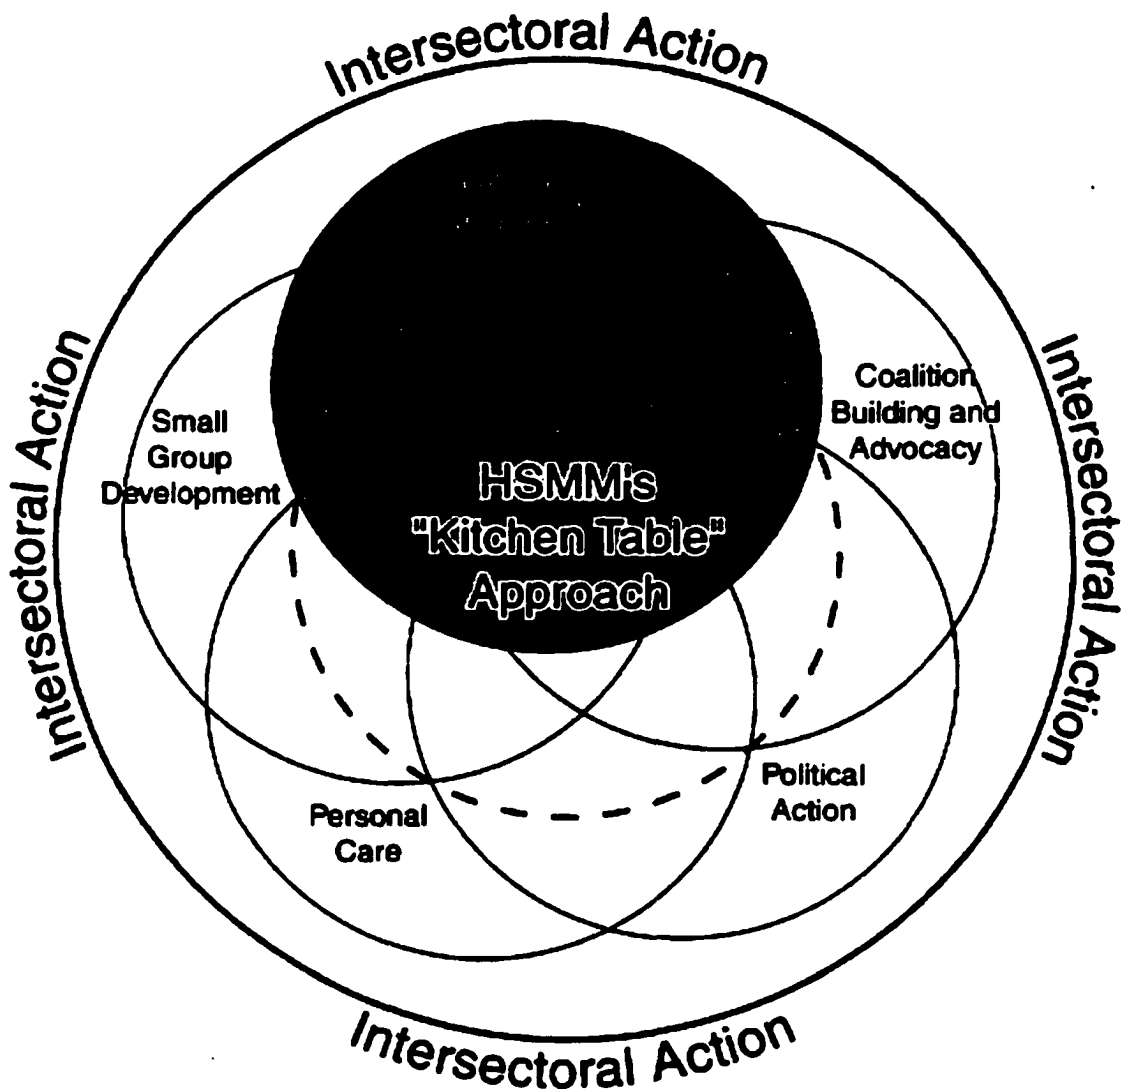 Intersectoral Action
Intersectoral Action
Intersectoral Action
Small
Group
Development
Coalition
Building and
Advocacy
HSMM's
"Kitchen Table"
Approach
Personal
Care
Political
Action
Intersectoral Action